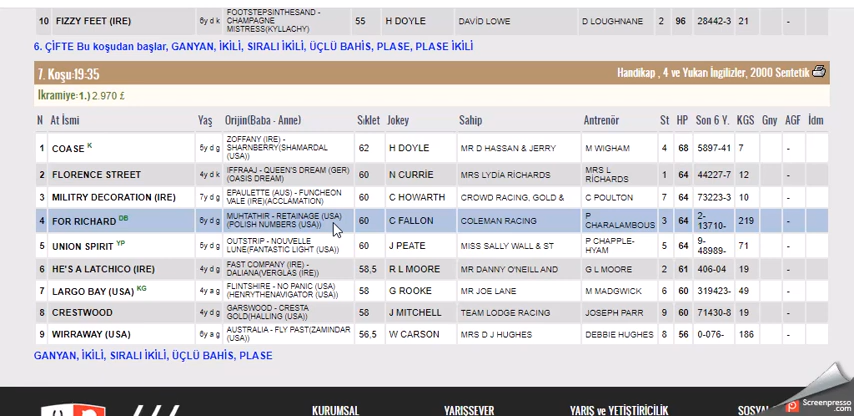 10 FIZZY FEET (IRE) 6y d k FOOTSTEPSINTHESAND - CHAMPAGNE MISTRESS(KYLLACHY) 55 H DOYLE DAVİD LOWE D LOUGHNANE 2 96 28442-3 21 -
6. ÇİFTE Bu koşudan başlar, GANYAN, İKİLİ, SIRALI İKİLİ, ÜÇLÜ BAHİS, PLASE, PLASE İKİLİ
7. Koşu:19:35 Handikap , 4 ve Yukarı İngilizler, 2000 Sentetik
İkramiye:1.) 2.970 £
N At İsmi Yaş Orijin(Baba - Anne) Sıklet Jokey Sahip Antrenör St HP Son 6 Y. KGS Gny AGF İdm
1 COASE K 5y d g ZOFFANY (IRE) - SHARNBERRY(SHAMARDAL (USA)) 62 H DOYLE MR D HASSAN & JERRY M WIGHAM 4 68 5897-41 7 -
2 FLORENCE STREET 4y d g IFFRAAJ - QUEEN'S DREAM (GER)(OASIS DREAM) 60 N CURRİE MRS LYDİA RİCHARDS MRS L RİCHARDS 1 64 44227-7 12 -
3 MILITRY DECORATION (IRE) 7y d g EPAULETTE (AUS) - FUNCHEON VALE (IRE)(ACCLAMATION) 60 C HOWARTH CROWD RACING, GOLD & C POULTON 7 64 73223-3 10 -
4 FOR RICHARD DB 6y d g MUHTATHIR - RETAINAGE (USA)(POLISH NUMBERS (USA)) 60 C FALLON COLEMAN RACING P CHARALAMBOUS 3 64 2-13710- 219 -
5 UNION SPIRIT YP 5y d g OUTSTRIP - NOUVELLE LUNE(FANTASTIC LIGHT (USA)) 60 J PEATE MISS SALLY WALL & ST P CHAPPLE-HYAM 5 64 9-48989- 71 -
6 HE'S A LATCHICO (IRE) 4y d g FAST COMPANY (IRE) - DALIANA(VERGLAS (IRE)) 58,5 R L MOORE MR DANNY O'NEILL AND G L MOORE 2 61 406-04 19 -
7 LARGO BAY (USA) KG 4y a g FLINTSHIRE - NO PANIC (USA)(HENRYTHENAVIGATOR (USA)) 58 G ROOKE MR JOE LANE M MADGWICK 6 60 319423- 49 -
8 CRESTWOOD 4y d g GARSWOOD - CRESTA GOLD(HALLING (USA)) 58 J MİTCHELL TEAM LODGE RACING JOSEPH PARR 9 60 71430-8 19 -
9 WIRRAWAY (USA) 6y a g AUSTRALIA - FLY PAST(ZAMINDAR (USA)) 56,5 W CARSON MRS D J HUGHES DEBBIE HUGHES 8 56 0-076- 186 -
GANYAN, İKİLİ, SIRALI İKİLİ, ÜÇLÜ BAHİS, PLASE
KURUMSAL YARIŞSEVER YARIŞ ve YETİŞTİRİCİLİK
Screenpresso
.com